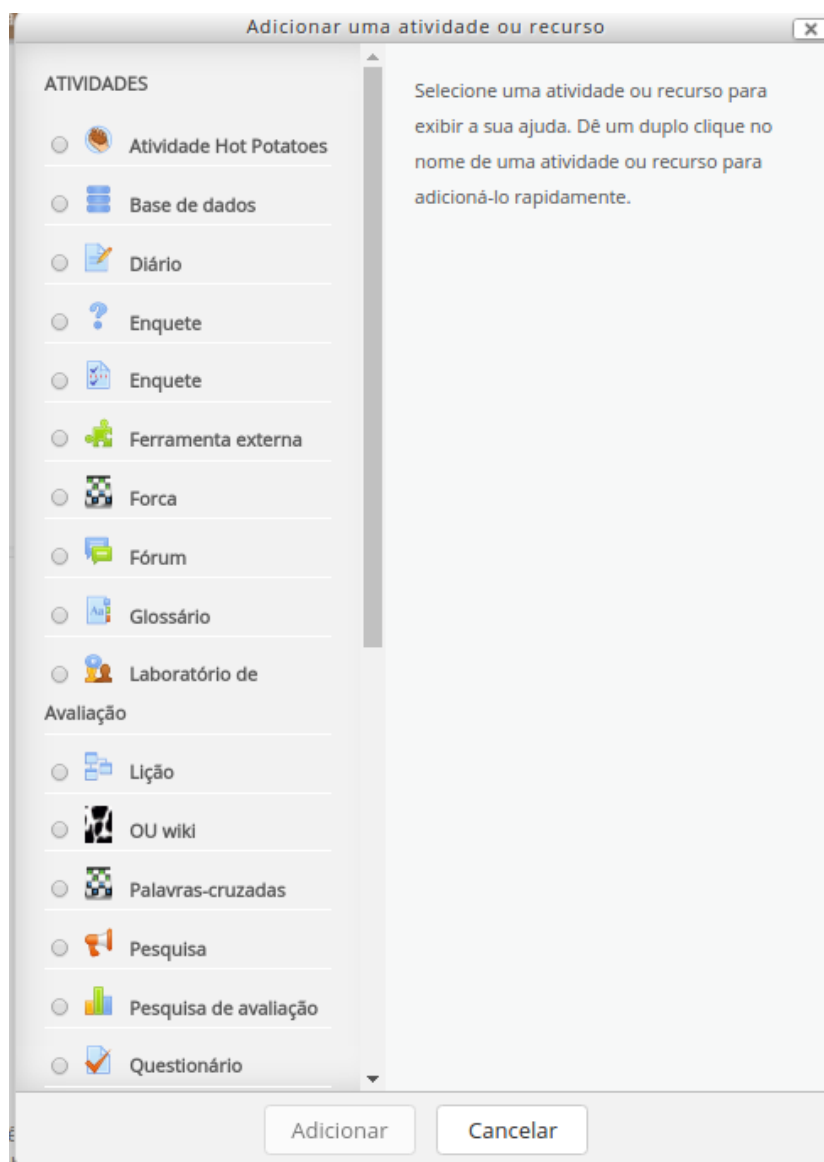 Adicionar uma atividade ou recurso
ATIVIDADES
Atividade Hot Potatoes
Base de dados
Diário
Enquete
Enquete
Ferramenta externa
Forca
Fórum
Glossário
Laboratório de
Avaliação
Lição
OU wiki
Palavras-cruzadas
Pesquisa
Pesquisa de avaliação
Questionário
Selecione uma atividade ou recurso para
exibir a sua ajuda. Dê um duplo clique no
nome de uma atividade ou recurso para
adicioná-lo rapidamente.
Adicionar
Cancelar